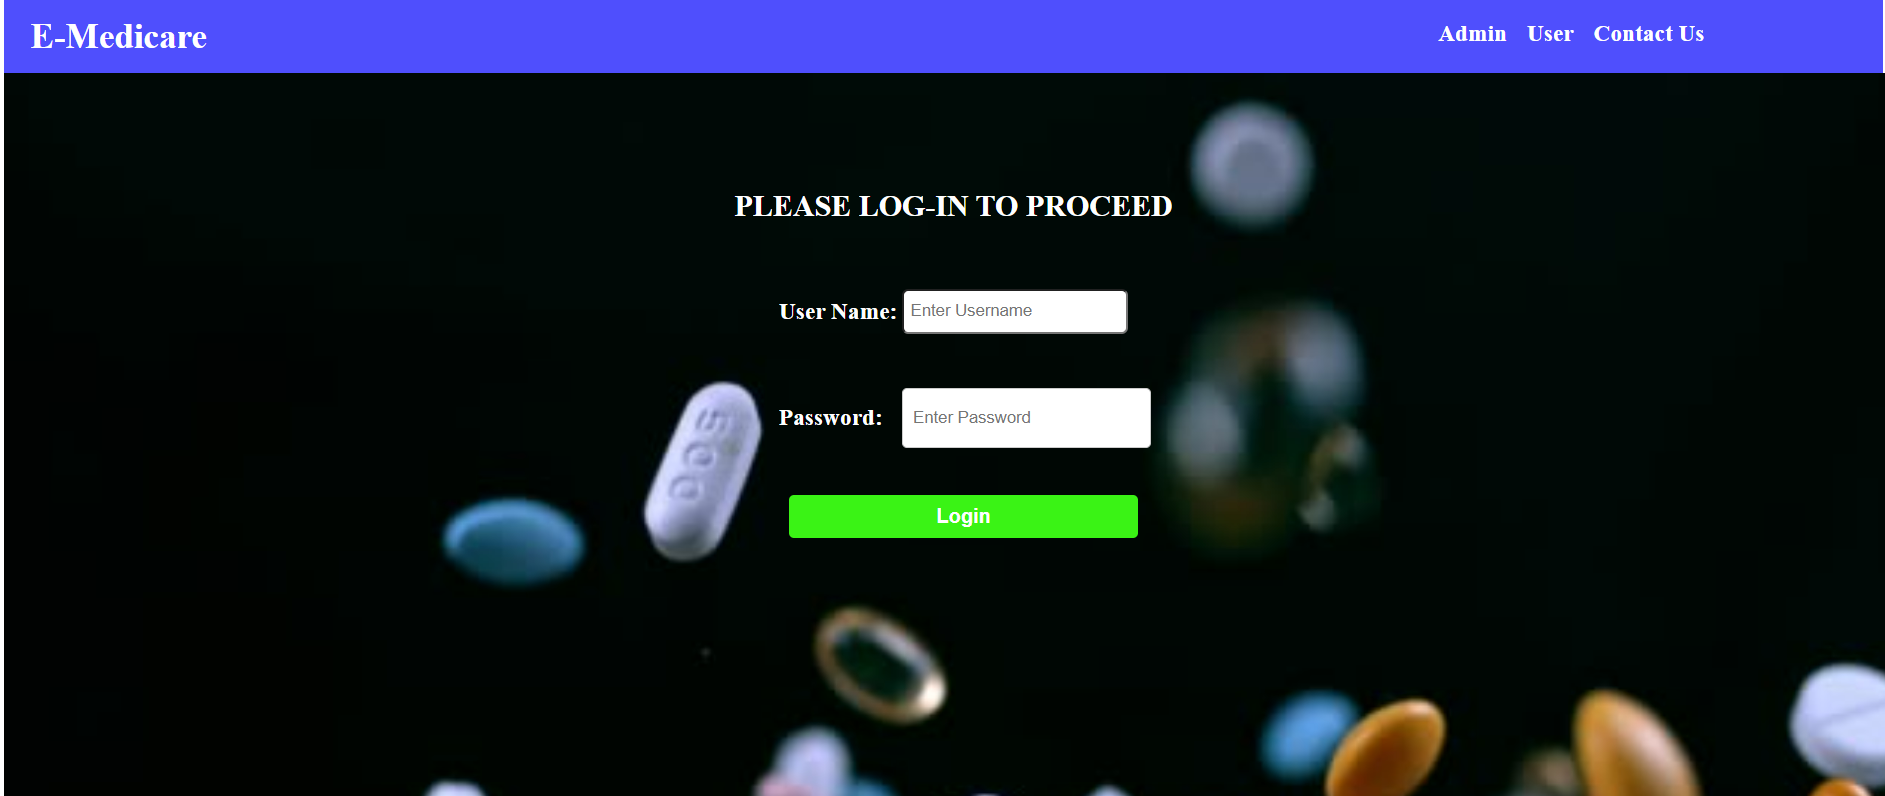 E-Medicare
Admin User Contact Us
PLEASE LOG-IN TO PROCEED
User Name: Enter Username
500
Password: Enter Password
Login